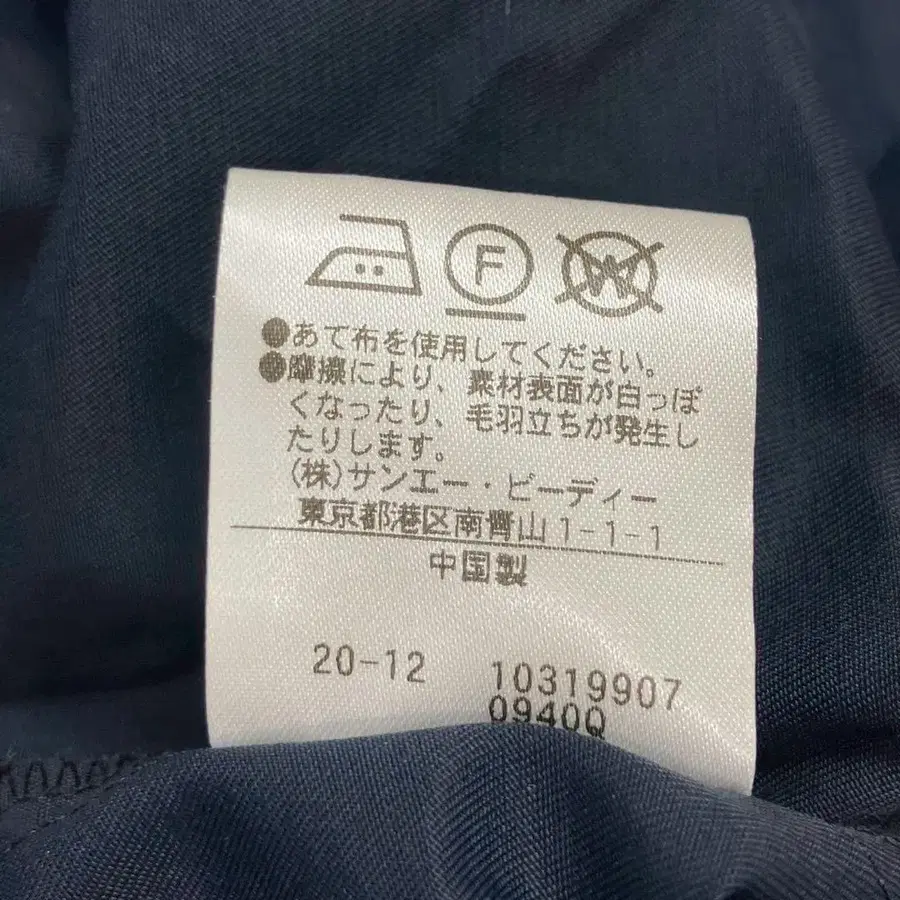 F W
●あて布を使用してください。
●摩擦により、素材表面が白っぽ
くなったり、毛羽立ちが発生し
たりします。
(株)サンエー・ビーディー
東京都港区南青山1-1-1
中国製
20-12 10319907
0940Q